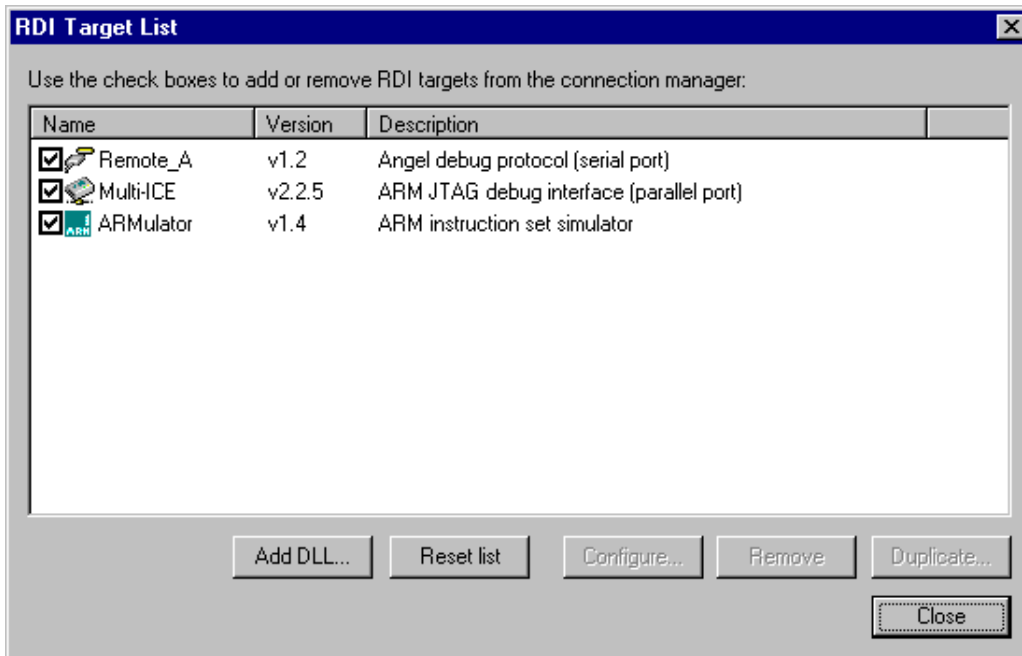 RDI Target List
Use the check boxes to add or remove RDI targets from the connection manager:
Name Version Description
Remote_A v1.2 Angel debug protocol (serial port)
Multi-ICE v2.2.5 ARM JTAG debug interface (parallel port)
ARM ARMulator v1.4 ARM instruction set simulator
Add DLL... Reset list Configure... Remove Duplicate...
Close